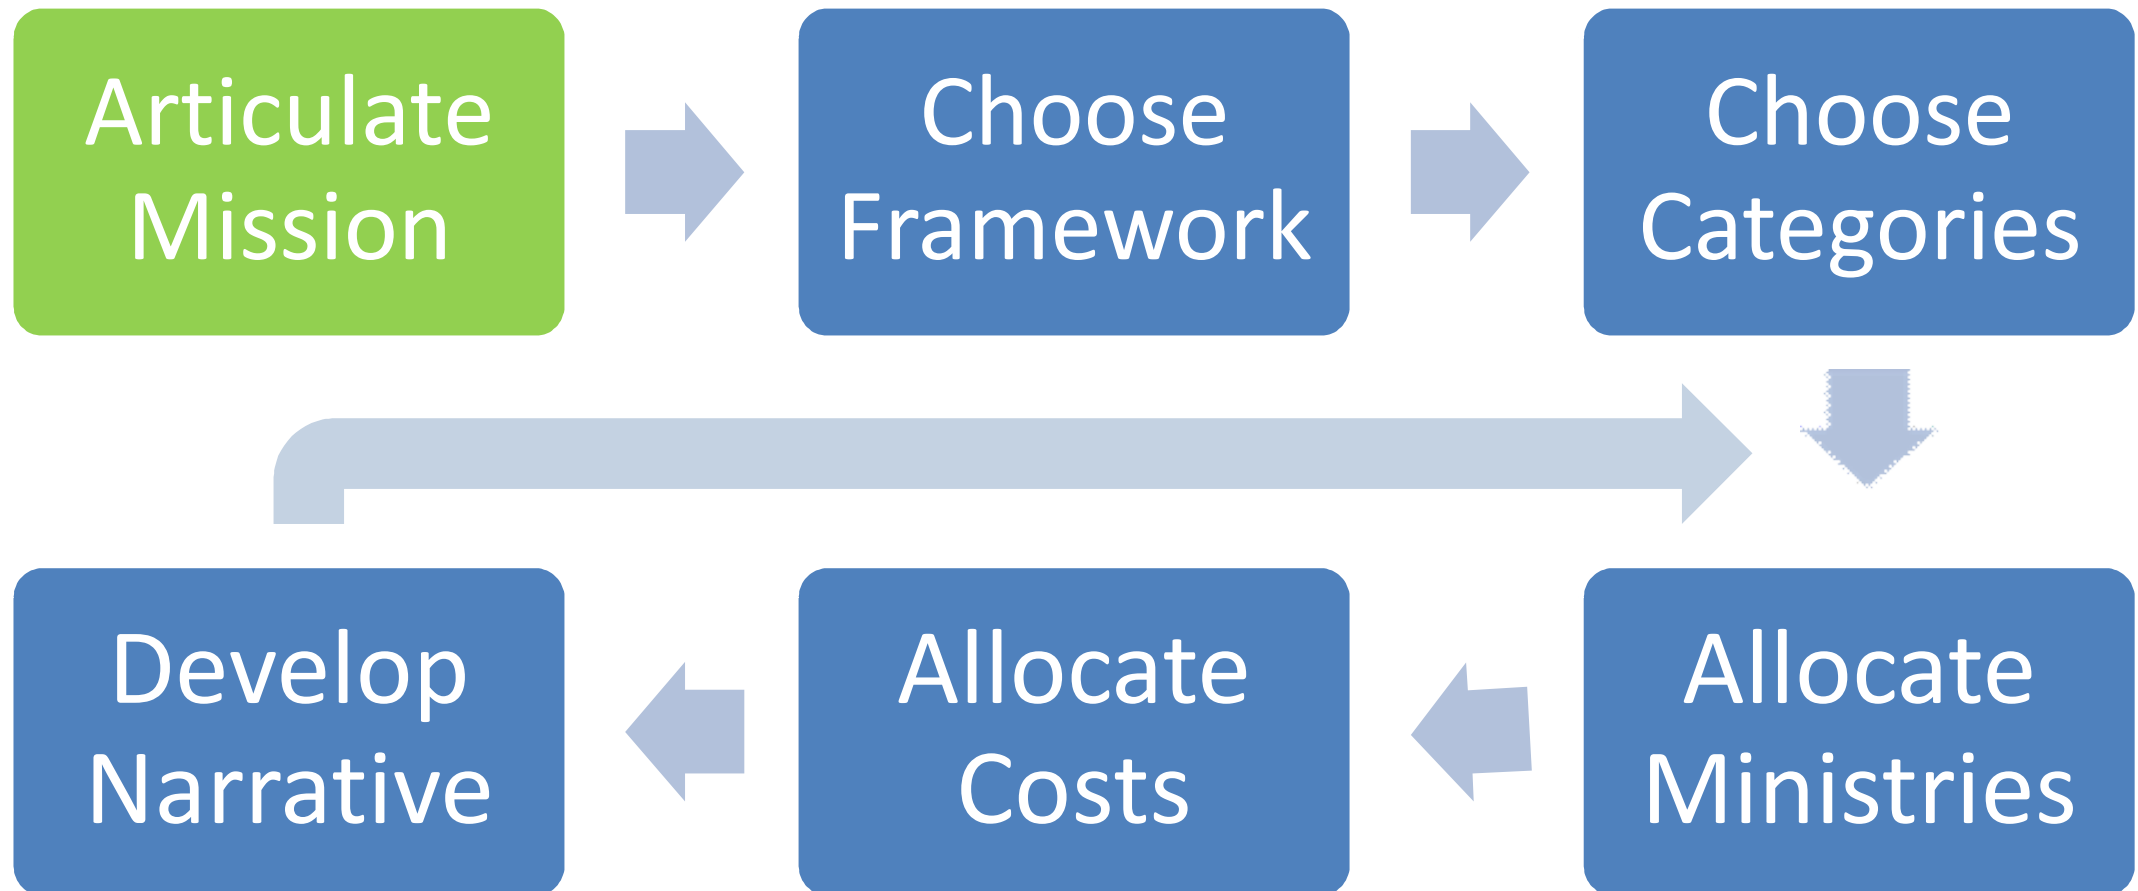 Articulate
Mission
Choose
Framework
Choose
Categories
Develop
Narrative
Allocate
Costs
Allocate
Ministries